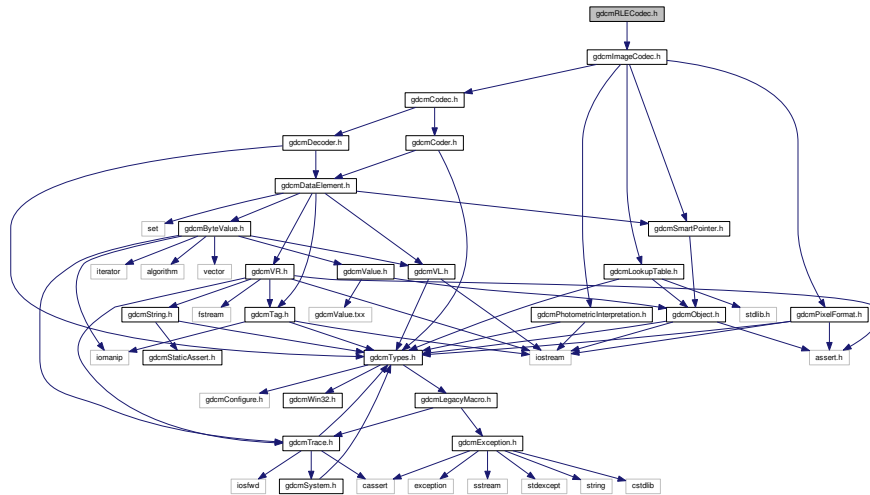 gdcmRLECodec.h
gdcmImageCodec.h
gdcmCodec.h
gdcmDecoder.h
gdcmCoder.h
gdcmDataElement.h
set
gdcmByteValue.h
gdcmSmartPointer.h
iterator
algorithm
vector
gdcmVR.h
gdcmValue.h
gdcmVL.h
gdcmLookupTable.h
gdcmString.h
fstream
gdcmTag.h
gdcmValue.txx
gdcmPhotometricInterpretation.h
gdcmObject.h
stdlib.h
gdcmPixelFormat.h
iomanip
gdcmStaticAssert.h
gdcmTypes.h
iostream
assert.h
gdcmConfigure.h
gdcmWin32.h
gdcmLegacyMacro.h
gdcmTrace.h
gdcmException.h
iosfwd
gdcmSystem.h
cassert
exception
sstream
stdexcept
string
cstdlib